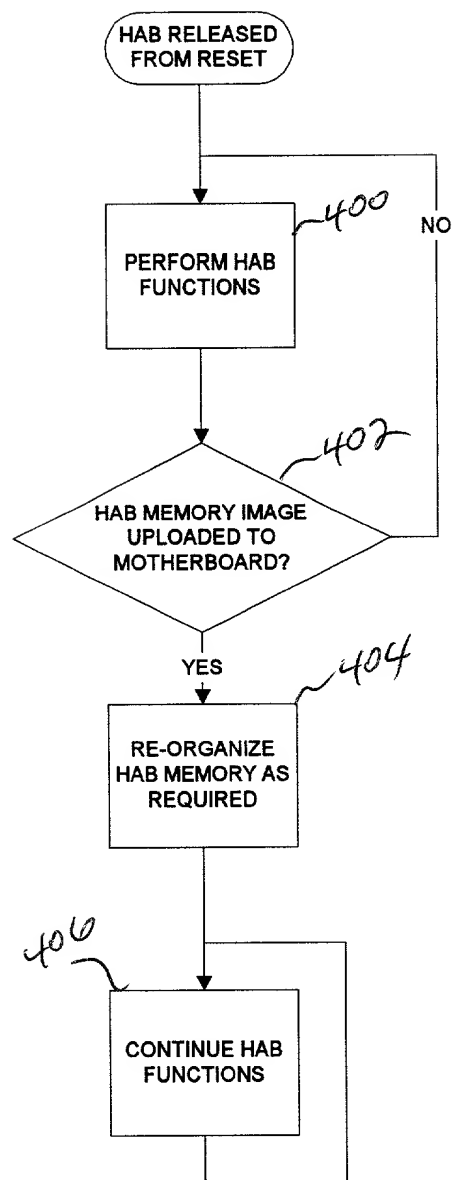 HAB RELEASED
FROM RESET
400
NO
PERFORM HAB
FUNCTIONS
402
HAB MEMORY IMAGE
UPLOADED TO
MOTHERBOARD?
YES
404
RE-ORGANIZE
HAB MEMORY AS
REQUIRED
406
CONTINUE HAB
FUNCTIONS